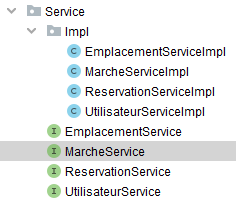 Service
Impl
C EmplacementServiceImpl
C MarcheServiceImpl
C ReservationServiceImpl
C UtilisateurServiceImpl
I EmplacementService
I MarcheService
I ReservationService
I UtilisateurService